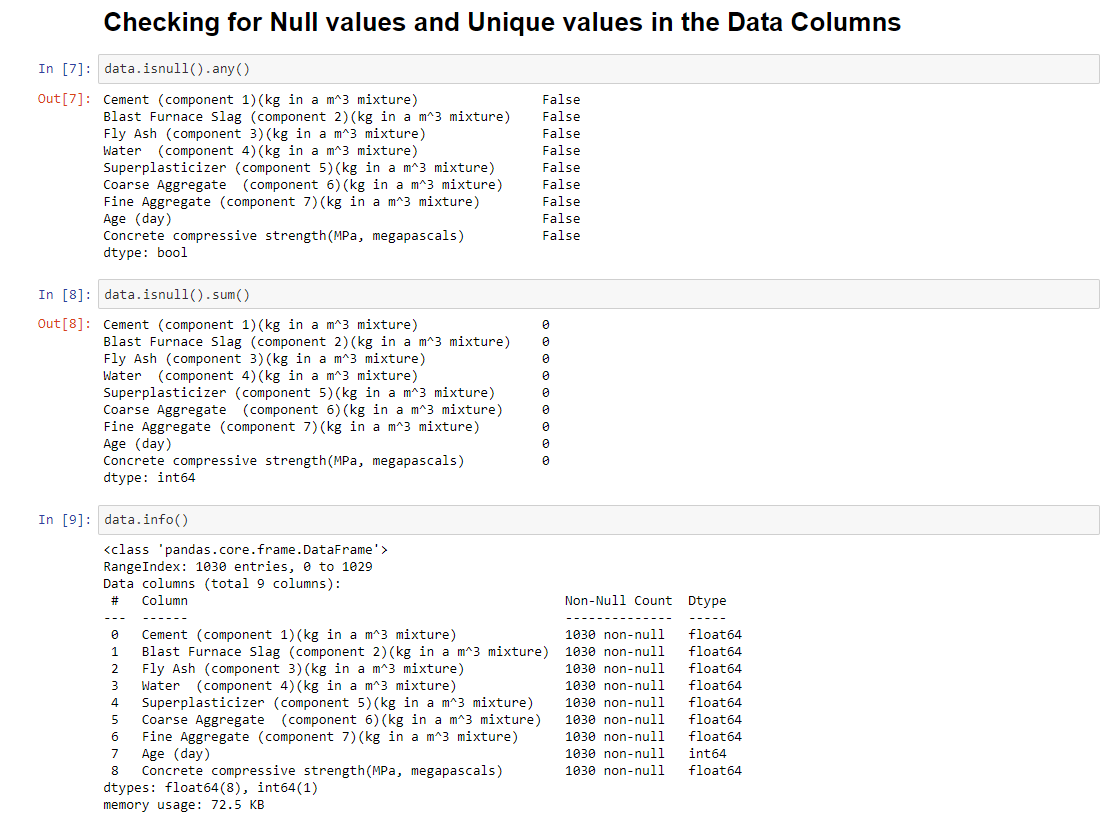 Checking for Null values and Unique values in the Data Columns
In [7]: data.isnull().any()
Out[7]: Cement (component 1)(kg in a m^3 mixture)                False
Blast Furnace Slag (component 2)(kg in a m^3 mixture)    False
Fly Ash (component 3)(kg in a m^3 mixture)               False
Water  (component 4)(kg in a m^3 mixture)                False
Superplasticizer (component 5)(kg in a m^3 mixture)      False
Coarse Aggregate  (component 6)(kg in a m^3 mixture)     False
Fine Aggregate (component 7)(kg in a m^3 mixture)        False
Age (day)                                                False
Concrete compressive strength(MPa, megapascals)          False
dtype: bool
In [8]: data.isnull().sum()
Out[8]: Cement (component 1)(kg in a m^3 mixture)                0
Blast Furnace Slag (component 2)(kg in a m^3 mixture)    0
Fly Ash (component 3)(kg in a m^3 mixture)               0
Water  (component 4)(kg in a m^3 mixture)                0
Superplasticizer (component 5)(kg in a m^3 mixture)      0
Coarse Aggregate  (component 6)(kg in a m^3 mixture)     0
Fine Aggregate (component 7)(kg in a m^3 mixture)        0
Age (day)                                                0
Concrete compressive strength(MPa, megapascals)          0
dtype: int64
In [9]: data.info()
<class 'pandas.core.frame.DataFrame'>
RangeIndex: 1030 entries, 0 to 1029
Data columns (total 9 columns):
 #   Column                                                 Non-Null Count  Dtype
---  ------                                                 --------------  -----
 0   Cement (component 1)(kg in a m^3 mixture)              1030 non-null   float64
 1   Blast Furnace Slag (component 2)(kg in a m^3 mixture)  1030 non-null   float64
 2   Fly Ash (component 3)(kg in a m^3 mixture)             1030 non-null   float64
 3   Water  (component 4)(kg in a m^3 mixture)              1030 non-null   float64
 4   Superplasticizer (component 5)(kg in a m^3 mixture)    1030 non-null   float64
 5   Coarse Aggregate  (component 6)(kg in a m^3 mixture)   1030 non-null   float64
 6   Fine Aggregate (component 7)(kg in a m^3 mixture)      1030 non-null   float64
 7   Age (day)                                              1030 non-null   int64
 8   Concrete compressive strength(MPa, megapascals)        1030 non-null   float64
dtypes: float64(8), int64(1)
memory usage: 72.5 KB